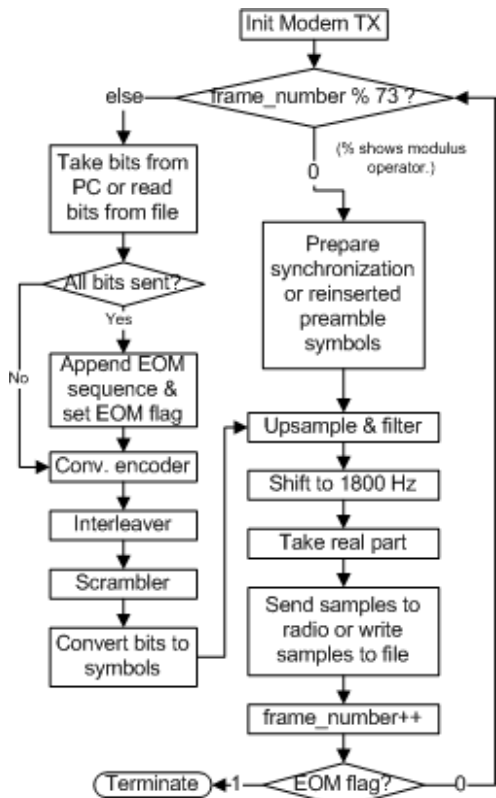 Init Modem TX
frame_number % 73 ?
else
0
(% shows modulus
operator.)
Take bits from
PC or read
bits from file
All bits sent?
Yes
No
Append EOM
sequence &
set EOM flag
Conv. encoder
Interleaver
Scrambler
Convert bits to
symbols
Prepare
synchronization
or reinserted
preamble
symbols
Upsample & filter
Shift to 1800 Hz
Take real part
Send samples to
radio or write
samples to file
frame_number++
EOM flag?
1
0
Terminate